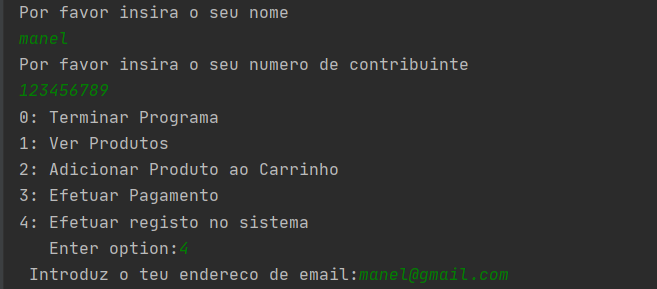 Por favor insira o seu nome
manel
Por favor insira o seu numero de contribuinte
123456789
0: Terminar Programa
1: Ver Produtos
2: Adicionar Produto ao Carrinho
3: Efetuar Pagamento
4: Efetuar registo no sistema
Enter option:4
Introduz o teu endereco de email:manel@gmail.com